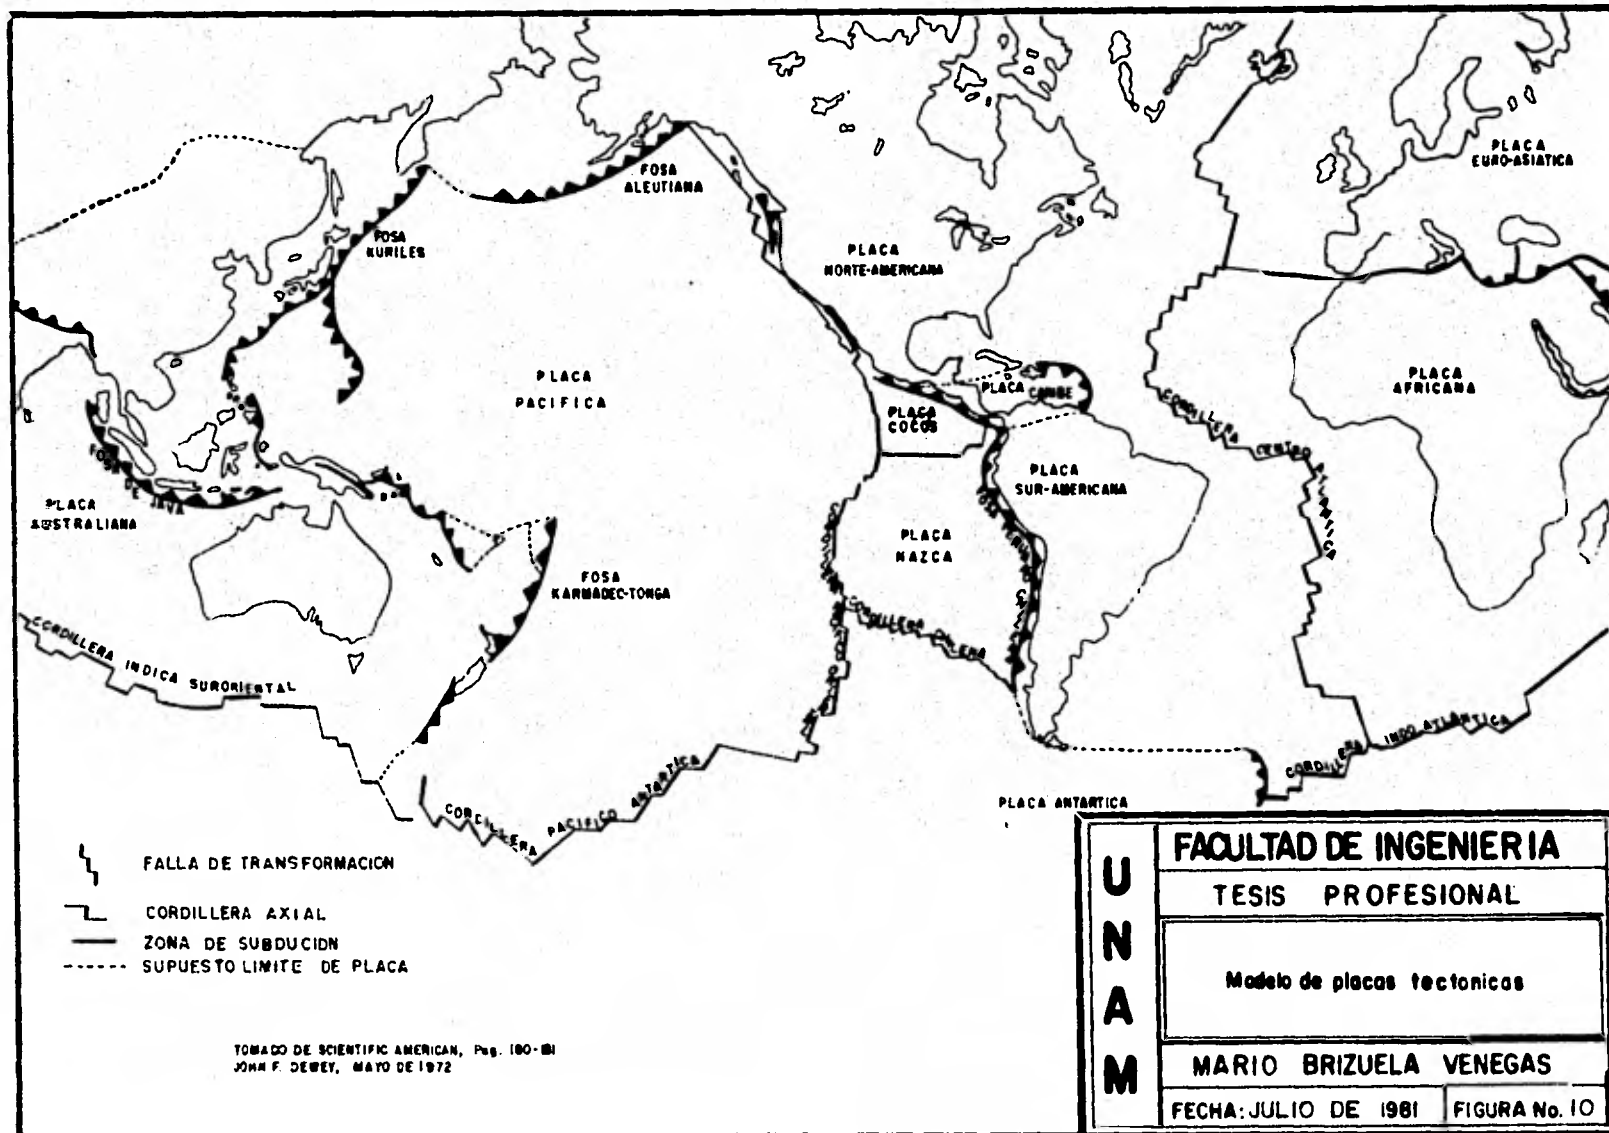 PLACA
EURO-ASIATICA
FOSA
ALEUTIANA
FOSA
KURILES
PLACA
NORTE-AMERICANA
PLACA
PACIFICA
PLACA
CARIBE
PLACA
AFRICANA
PLACA
COCOS
CORDILLERA CENTRO ATLANTICA
FOSA DE JAVA
PLACA
AUSTRALIANA
PLACA
SUR-AMERICANA
PLACA
NAZCA
FOSA
KARMADEC-TONGA
CORDILLERA CHILENA
CORDILLERA INDICA SURORIENTAL
CORDILLERA INDO ATLANTICA
CORDILLERA PACIFICO ANTARTICA
PLACA ANTARTICA
FALLA DE TRANSFORMACION
CORDILLERA AXIAL
ZONA DE SUBDUCION
SUPUESTO LIMITE DE PLACA
TOMADO DE SCIENTIFIC AMERICAN, Pag. 180-181
JOHN F. DEWEY, MAYO DE 1972
UNAM
FACULTAD DE INGENIERIA
TESIS PROFESIONAL
Modelo de placas tectonicas
MARIO BRIZUELA VENEGAS
FECHA: JULIO DE 1981
FIGURA No. 10